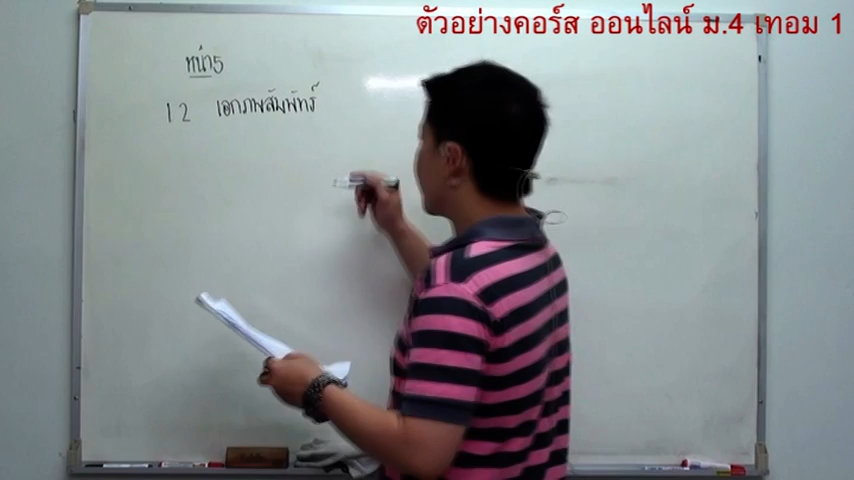 ตัวอย่างคอร์ส ออนไลน์ ม.4 เทอม 1
หน้า5
1 2 เอกภพสัมพัทธ์